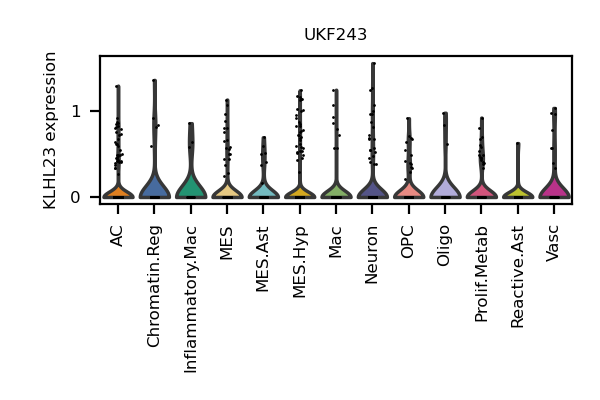 UKF243
KLHL23 expression
1
0
AC
Chromatin.Reg
Inflammatory.Mac
MES
MES.Ast
MES.Hyp
Mac
Neuron
OPC
Oligo
Prolif.Metab
Reactive.Ast
Vasc